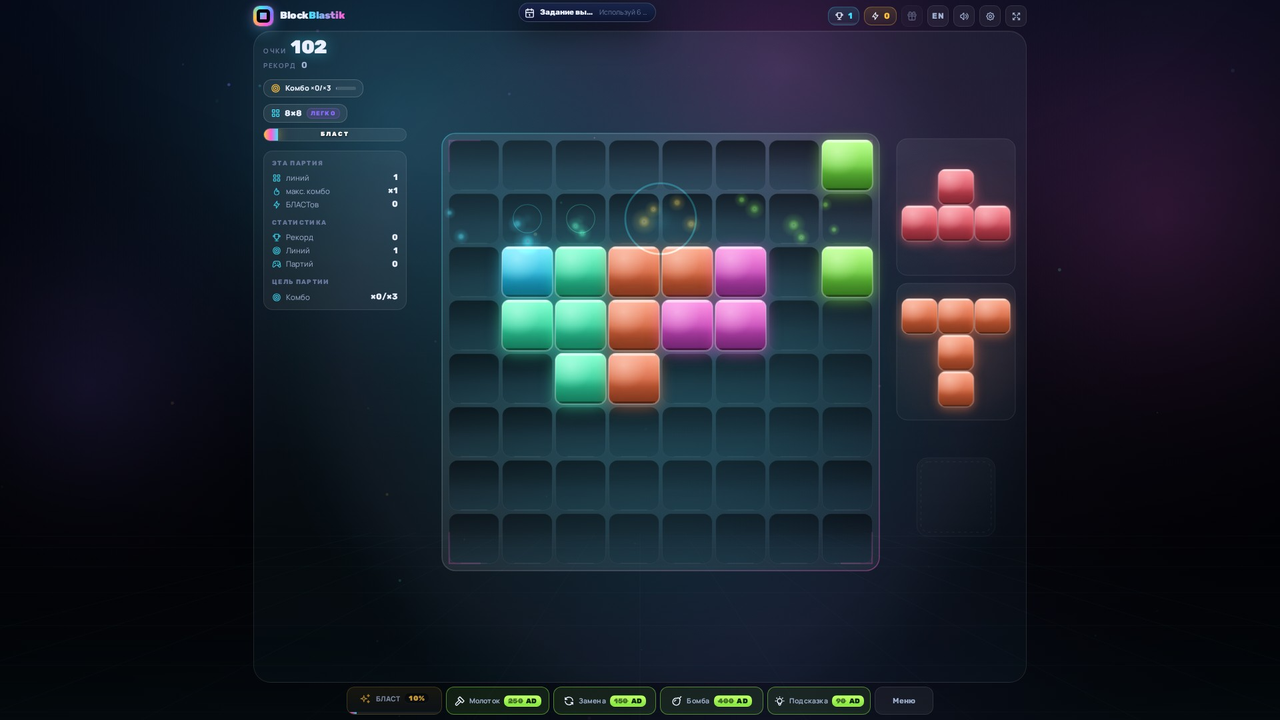 BlockBlastik
Задание вы... Используй б...
1
0
EN
ОЧКИ 102
РЕКОРД 0
Комбо ×0/×3
8×8 ЛЕГКО
БЛАСТ
ЭТА ПАРТИЯ
линий 1
макс. комбо ×1
БЛАСТов 0
СТАТИСТИКА
Рекорд 0
Линий 1
Партий 0
ЦЕЛЬ ПАРТИИ
Комбо ×0/×3
БЛАСТ 10%
Молоток 250 AD
Замена 150 AD
Бомба 400 AD
Подсказка 90 AD
Меню